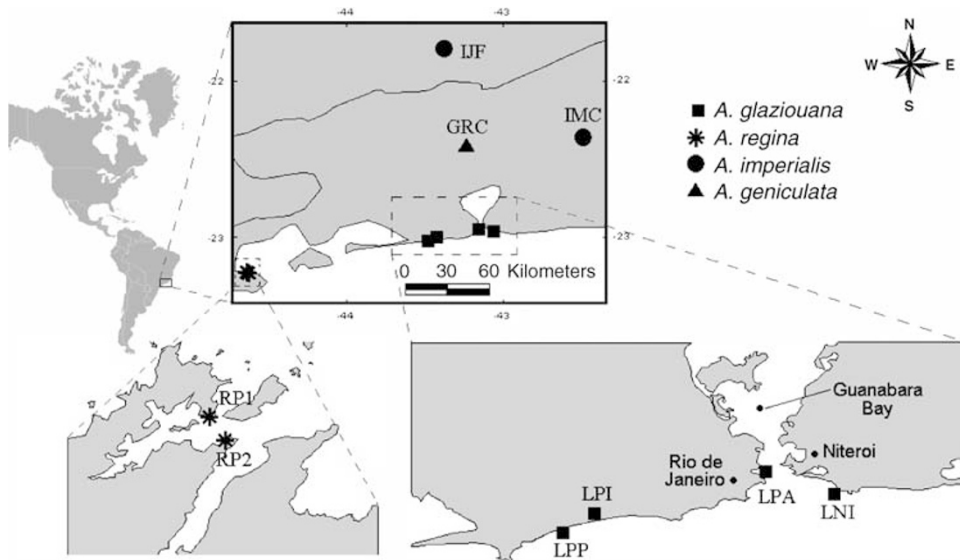 -44
-43
N
W
E
S
IJF
-22
-22
IMC
GRC
A. glaziouana
A. regina
A. imperialis
A. geniculata
-23
-23
0 30 60 Kilometers
-44
-43
RP1
RP2
Guanabara
Bay
Niteroi
Rio de
Janeiro
LPA
LPI
LNI
LPP